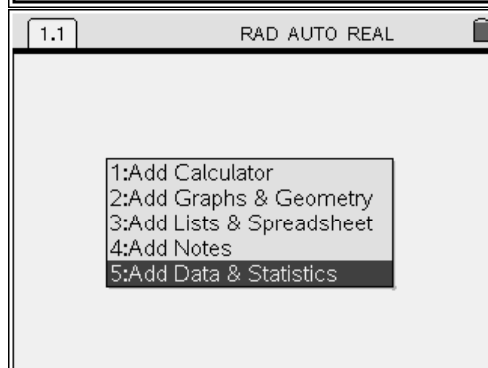 1.1 RAD AUTO REAL
1:Add Calculator
2:Add Graphs & Geometry
3:Add Lists & Spreadsheet
4:Add Notes
5:Add Data & Statistics